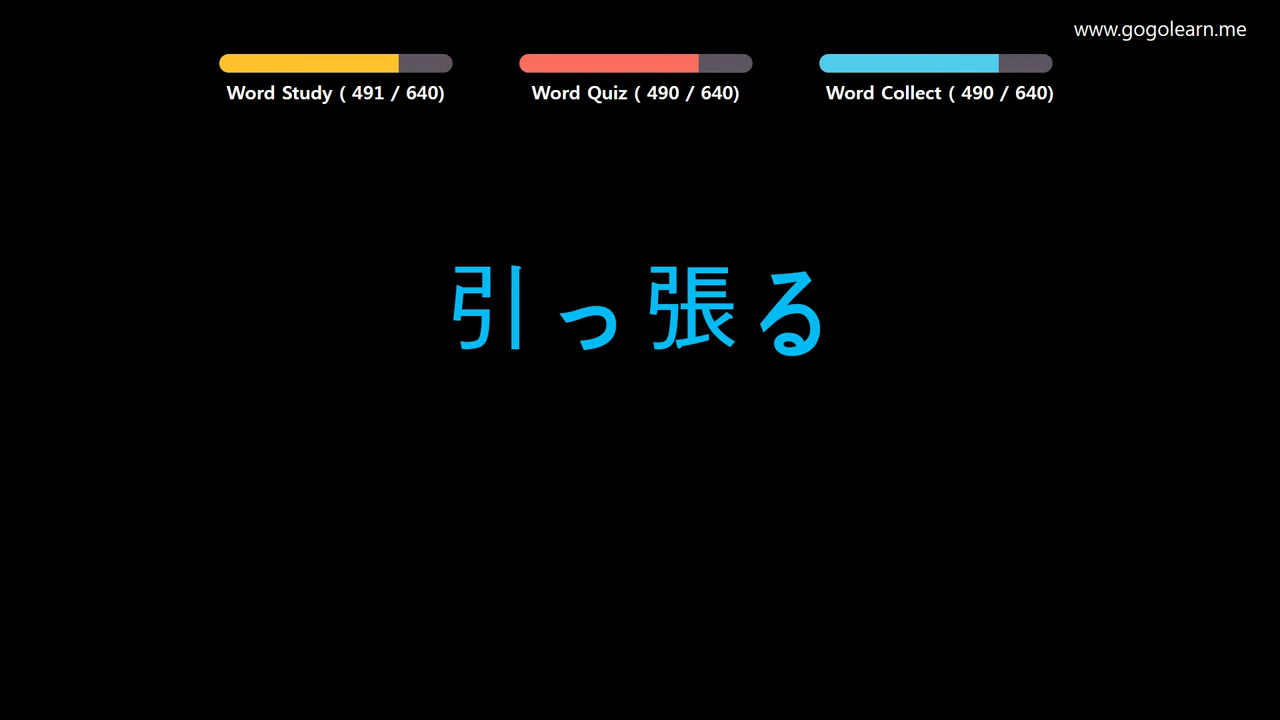 www.gogolearn.me
Word Study ( 491 / 640)
Word Quiz ( 490 / 640)
Word Collect ( 490 / 640)
引っ張る